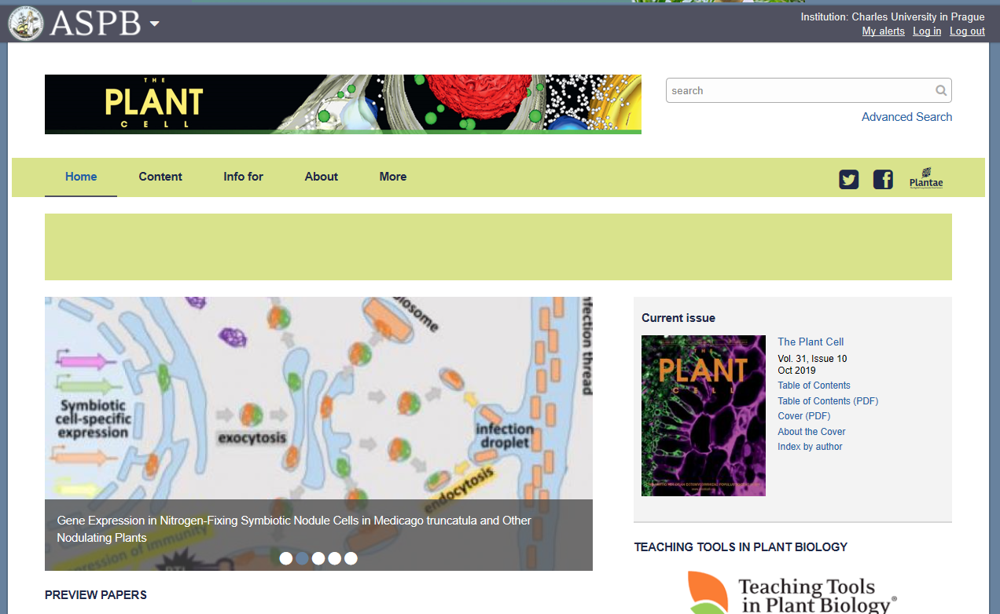 ASPB
Institution: Charles University in Prague
My alerts Log in Log out
THE
PLANT
CELL
search
Advanced Search
Home Content Info for About More
Plantae
infection thread
Symbiotic
cell-specific
expression
exocytosis
infection
droplet
endocytosis
Gene Expression in Nitrogen-Fixing Symbiotic Nodule Cells in Medicago truncatula and Other
Nodulating Plants
of immunity
Current issue
THE
PLANT
CELL
The Plant Cell
Vol. 31, Issue 10
Oct 2019
Table of Contents
Table of Contents (PDF)
Cover (PDF)
About the Cover
Index by author
TEACHING TOOLS IN PLANT BIOLOGY
Teaching Tools
in Plant Biology®
PREVIEW PAPERS